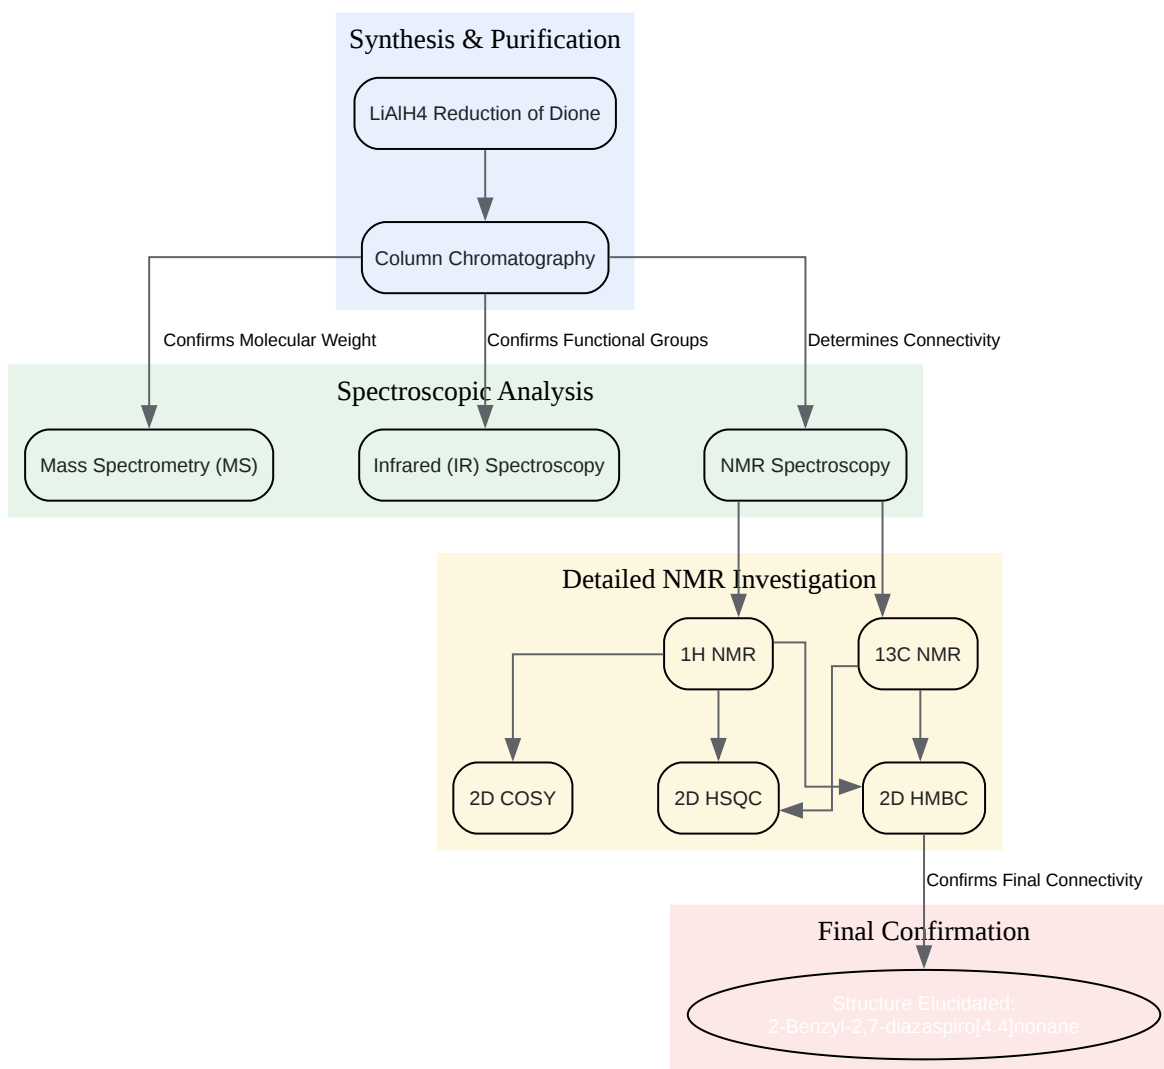 Synthesis & Purification
LiAlH4 Reduction of Dione
Column Chromatography
Confirms Molecular Weight
Confirms Functional Groups
Determines Connectivity
Spectroscopic Analysis
Mass Spectrometry (MS)
Infrared (IR) Spectroscopy
NMR Spectroscopy
Detailed NMR Investigation
1H NMR
13C NMR
2D COSY
2D HSQC
2D HMBC
Confirms Final Connectivity
Final Confirmation
Structure Elucidated:
2-Benzyl-2,7-diazaspiro[4.4]nonane